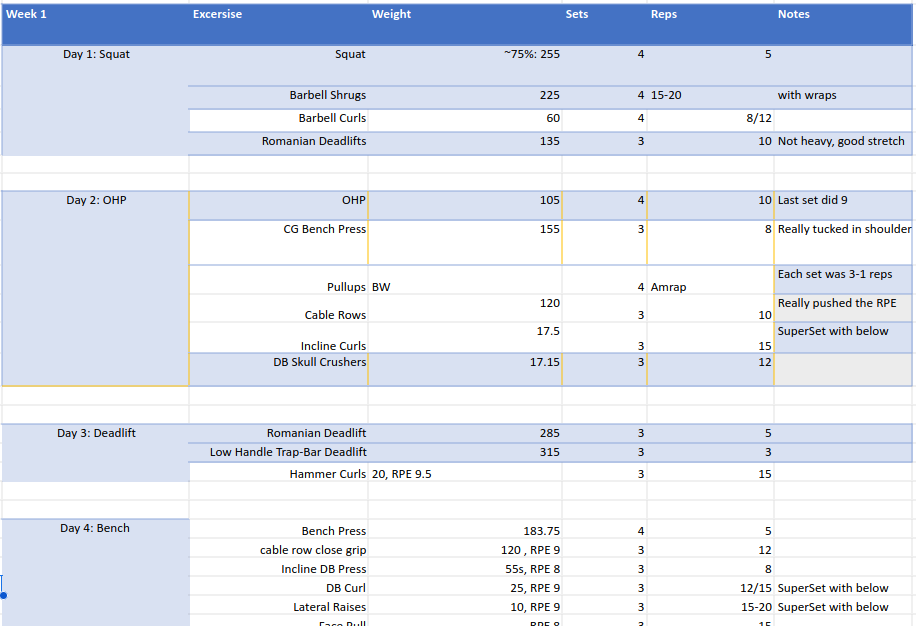 Week 1 Excersise Weight Sets Reps Notes
Day 1: Squat Squat ~75%: 255 4 5
Barbell Shrugs 225 4 15-20 with wraps
Barbell Curls 60 4 8/12
Romanian Deadlifts 135 3 10 Not heavy, good stretch
Day 2: OHP OHP 105 4 10 Last set did 9
CG Bench Press 155 3 8 Really tucked in shoulder
Each set was 3-1 reps
Pullups BW 4 Amrap
120 Really pushed the RPE
Cable Rows 3 10
17.5 SuperSet with below
Incline Curls 3 15
DB Skull Crushers 17.15 3 12
Day 3: Deadlift Romanian Deadlift 285 3 5
Low Handle Trap-Bar Deadlift 315 3 3
Hammer Curls 20, RPE 9.5 3 15
Day 4: Bench Bench Press 183.75 4 5
cable row close grip 120 , RPE 9 3 12
Incline DB Press 55s, RPE 8 3 8
DB Curl 25, RPE 9 3 12/15 SuperSet with below
Lateral Raises 10, RPE 9 3 15-20 SuperSet with below
Face Pull RPE 8 3 15